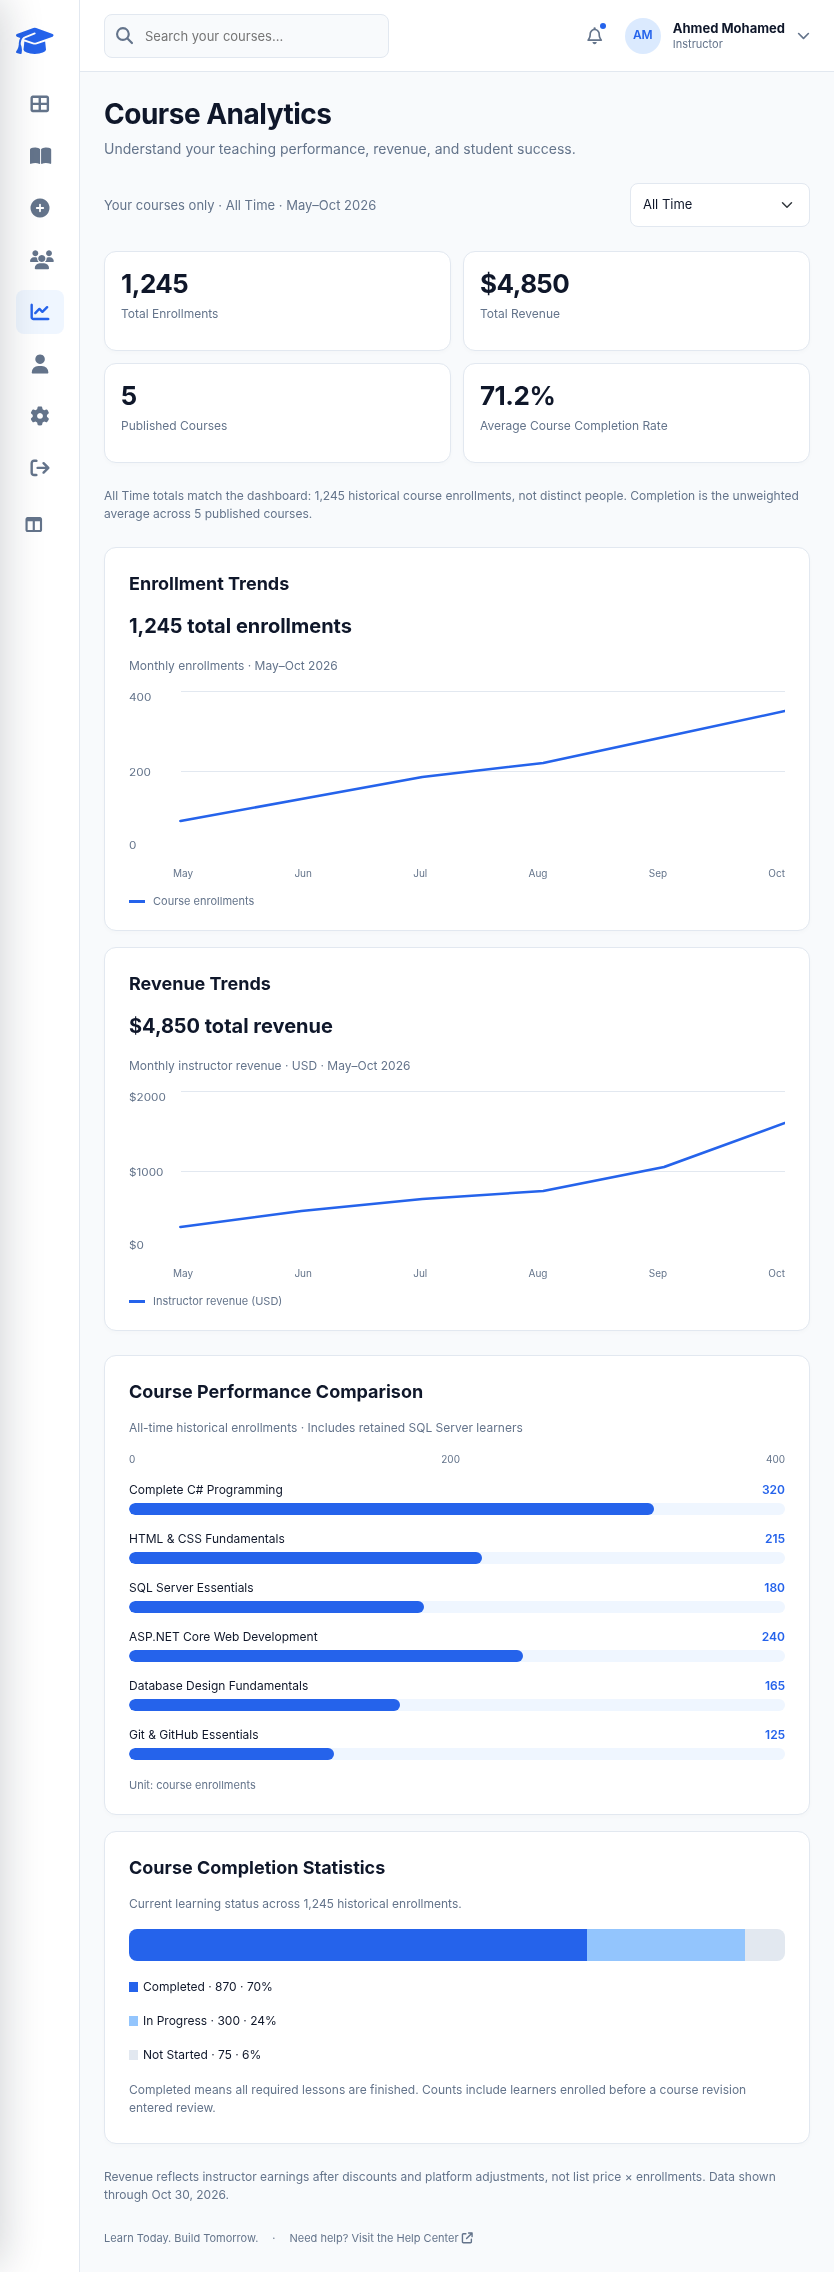 Search your courses...
AM
Ahmed Mohamed
Instructor
Course Analytics
Understand your teaching performance, revenue, and student success.
Your courses only · All Time · May–Oct 2026
All Time
1,245
Total Enrollments
$4,850
Total Revenue
5
Published Courses
71.2%
Average Course Completion Rate
All Time totals match the dashboard: 1,245 historical course enrollments, not distinct people. Completion is the unweighted
average across 5 published courses.
Enrollment Trends
1,245 total enrollments
Monthly enrollments · May–Oct 2026
400
200
0
May Jun Jul Aug Sep Oct
Course enrollments
Revenue Trends
$4,850 total revenue
Monthly instructor revenue · USD · May–Oct 2026
$2000
$1000
$0
May Jun Jul Aug Sep Oct
Instructor revenue (USD)
Course Performance Comparison
All-time historical enrollments · Includes retained SQL Server learners
0 200 400
Complete C# Programming 320
HTML & CSS Fundamentals 215
SQL Server Essentials 180
ASP.NET Core Web Development 240
Database Design Fundamentals 165
Git & GitHub Essentials 125
Unit: course enrollments
Course Completion Statistics
Current learning status across 1,245 historical enrollments.
Completed · 870 · 70%
In Progress · 300 · 24%
Not Started · 75 · 6%
Completed means all required lessons are finished. Counts include learners enrolled before a course revision
entered review.
Revenue reflects instructor earnings after discounts and platform adjustments, not list price × enrollments. Data shown
through Oct 30, 2026.
Learn Today. Build Tomorrow. · Need help? Visit the Help Center